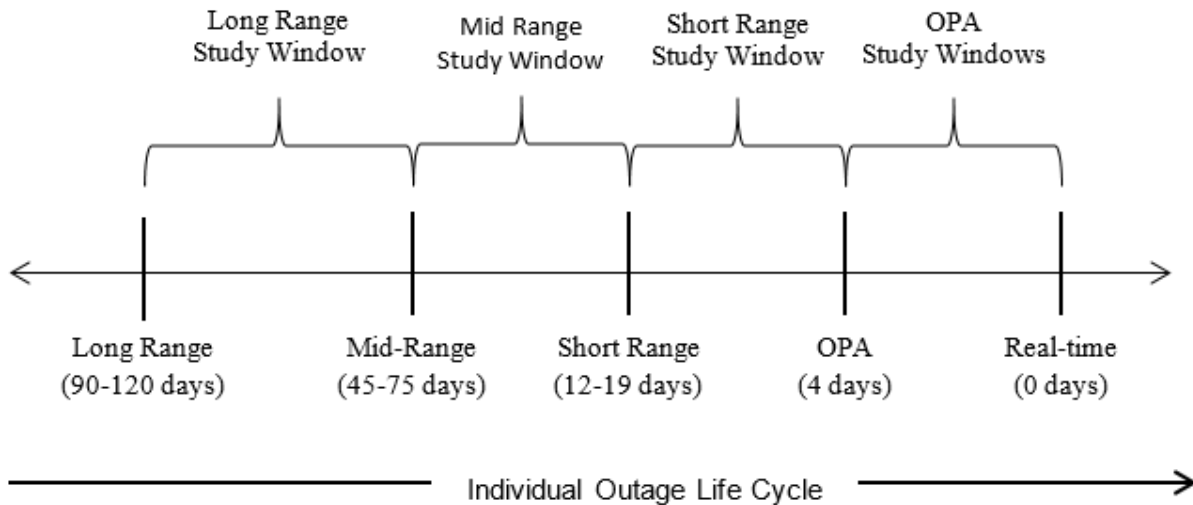 Long Range
Study Window
Mid Range
Study Window
Short Range
Study Window
OPA
Study Windows
Long Range
(90-120 days)
Mid-Range
(45-75 days)
Short Range
(12-19 days)
OPA
(4 days)
Real-time
(0 days)
Individual Outage Life Cycle